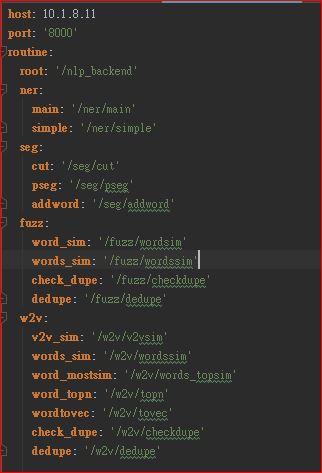 host: 10.1.8.11
port: '8000'
routine:
root: '/nlp_backend'
ner:
main: '/ner/main'
simple: '/ner/simple'
seg:
cut: '/seg/cut'
pseg: '/seg/pseg'
addword: '/seg/addword'
fuzz:
word_sim: '/fuzz/wordsim'
words_sim: '/fuzz/wordssim'
check_dupe: '/fuzz/checkdupe'
dedupe: '/fuzz/dedupe'
w2v:
v2v_sim: '/w2v/v2vsim'
words_sim: '/w2v/wordssim'
word_mostsim: '/w2v/words_topsim'
word_topn: '/w2v/topn'
wordtovec: '/w2v/tovec'
check_dupe: '/w2v/checkdupe'
dedupe: '/w2v/dedupe'